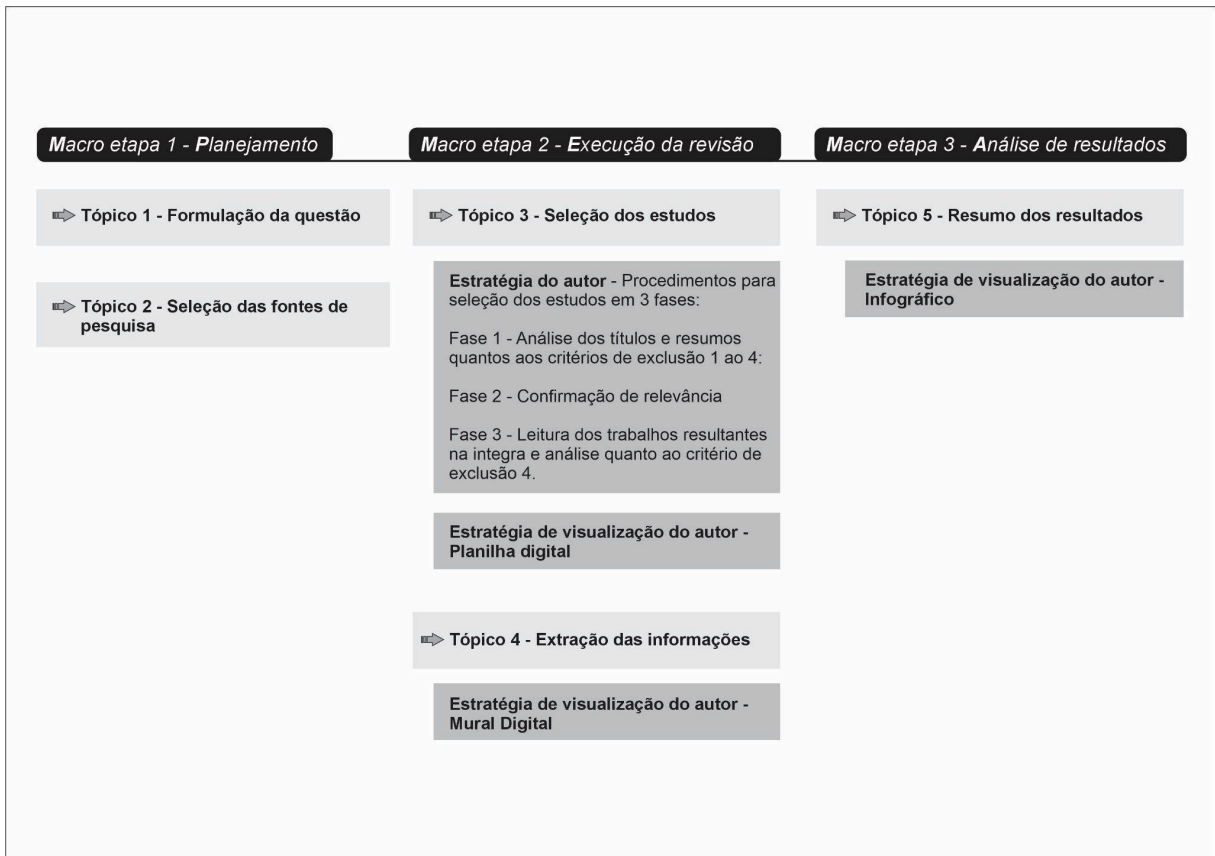 Macro etapa 1 - Planejamento
Tópico 1 - Formulação da questão
Tópico 2 - Seleção das fontes de
pesquisa
Macro etapa 2 - Execução da revisão
Tópico 3 - Seleção dos estudos
Estratégia do autor - Procedimentos para
seleção dos estudos em 3 fases:
Fase 1 - Análise dos títulos e resumos
quantos aos critérios de exclusão 1 ao 4:
Fase 2 - Confirmação de relevância
Fase 3 - Leitura dos trabalhos resultantes
na integra e análise quanto ao critério de
exclusão 4.
Estratégia de visualização do autor -
Planilha digital
Tópico 4 - Extração das informações
Estratégia de visualização do autor -
Mural Digital
Macro etapa 3 - Análise de resultados
Tópico 5 - Resumo dos resultados
Estratégia de visualização do autor -
Infográfico